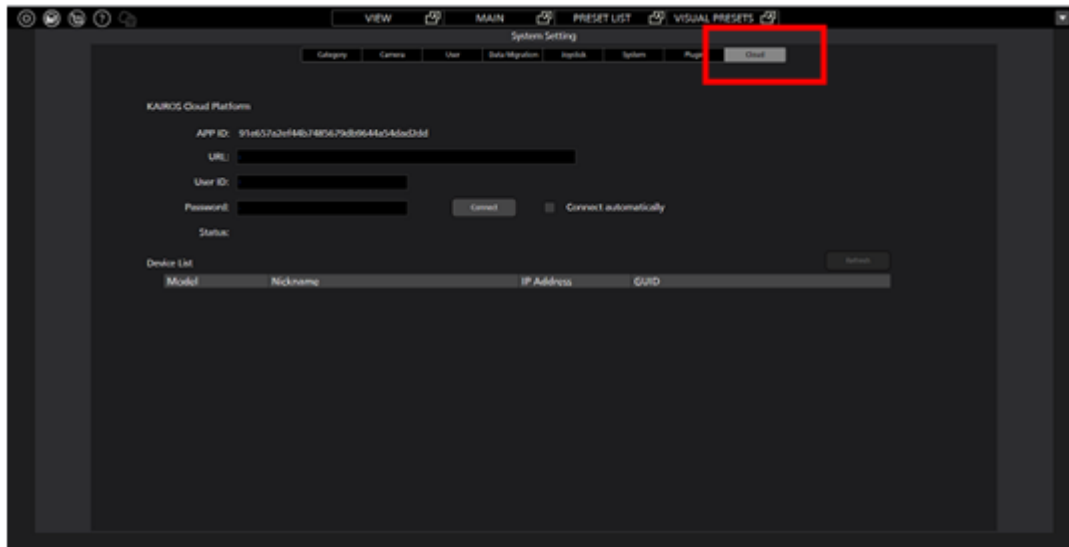 VIEW MAIN PRESET LIST VISUAL PRESETS
System Setting
Category Camera User Data/Migration Joystick System Plugin Cloud
KAIROS Cloud Platform
APP ID:
URL:
User ID:
Password: Connect Connect automatically
Status:
Device List Refresh
Model Nickname IP Address GUID